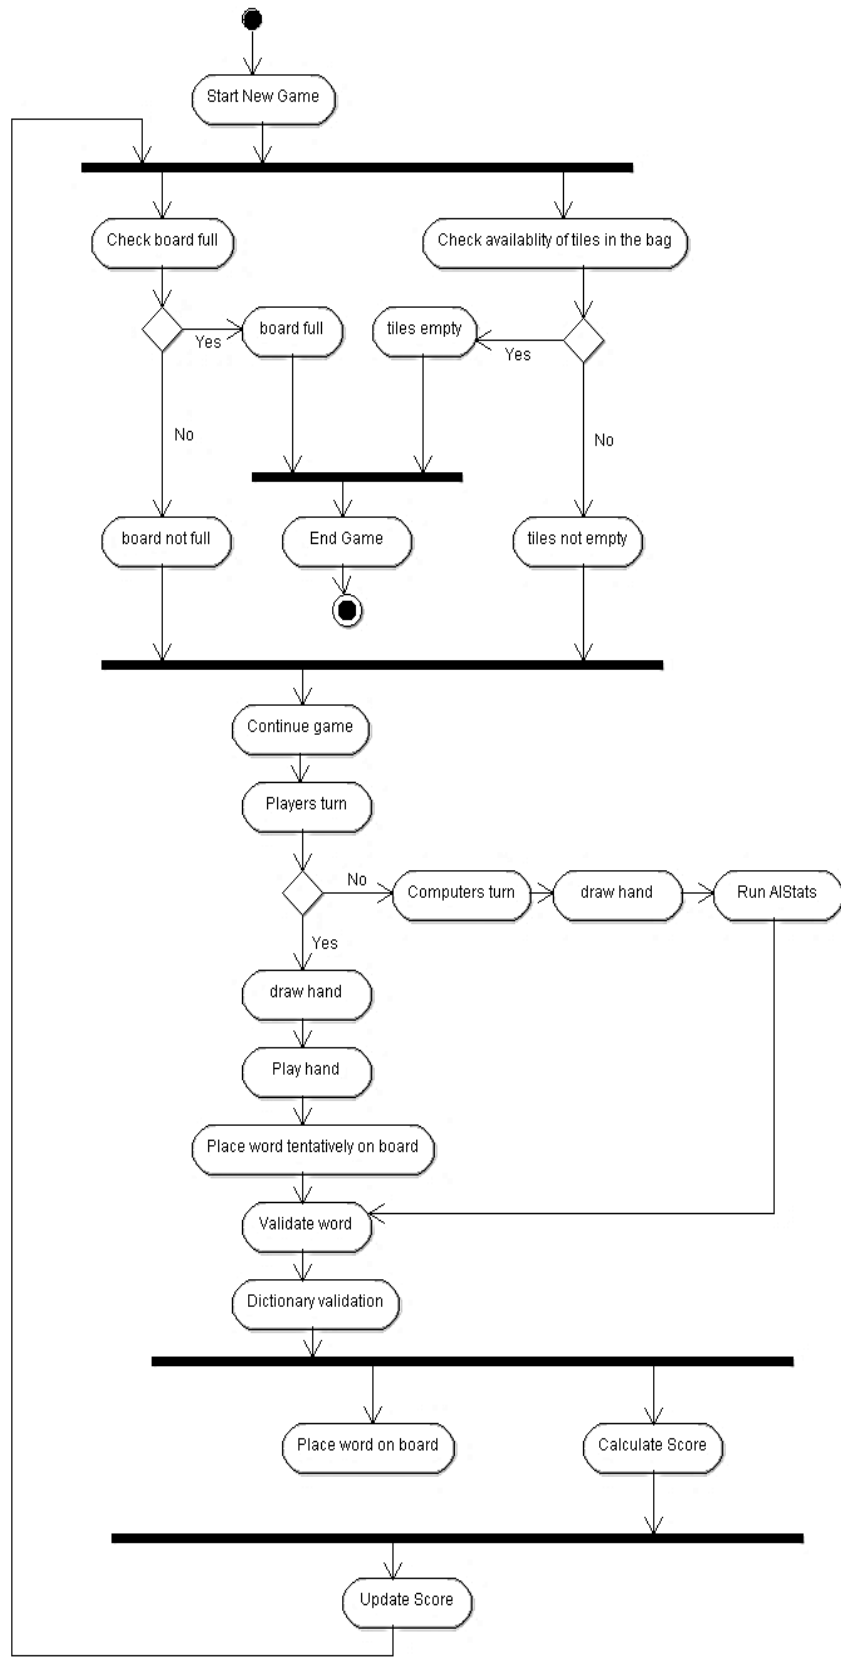 Start New Game
Check board full
Check availablity of tiles in the bag
board full
tiles empty
Yes
Yes
No
No
board not full
End Game
tiles not empty
Continue game
Players turn
No
Computers turn
draw hand
Run AIStats
Yes
draw hand
Play hand
Place word tentatively on board
Validate word
Dictionary validation
Place word on board
Calculate Score
Update Score